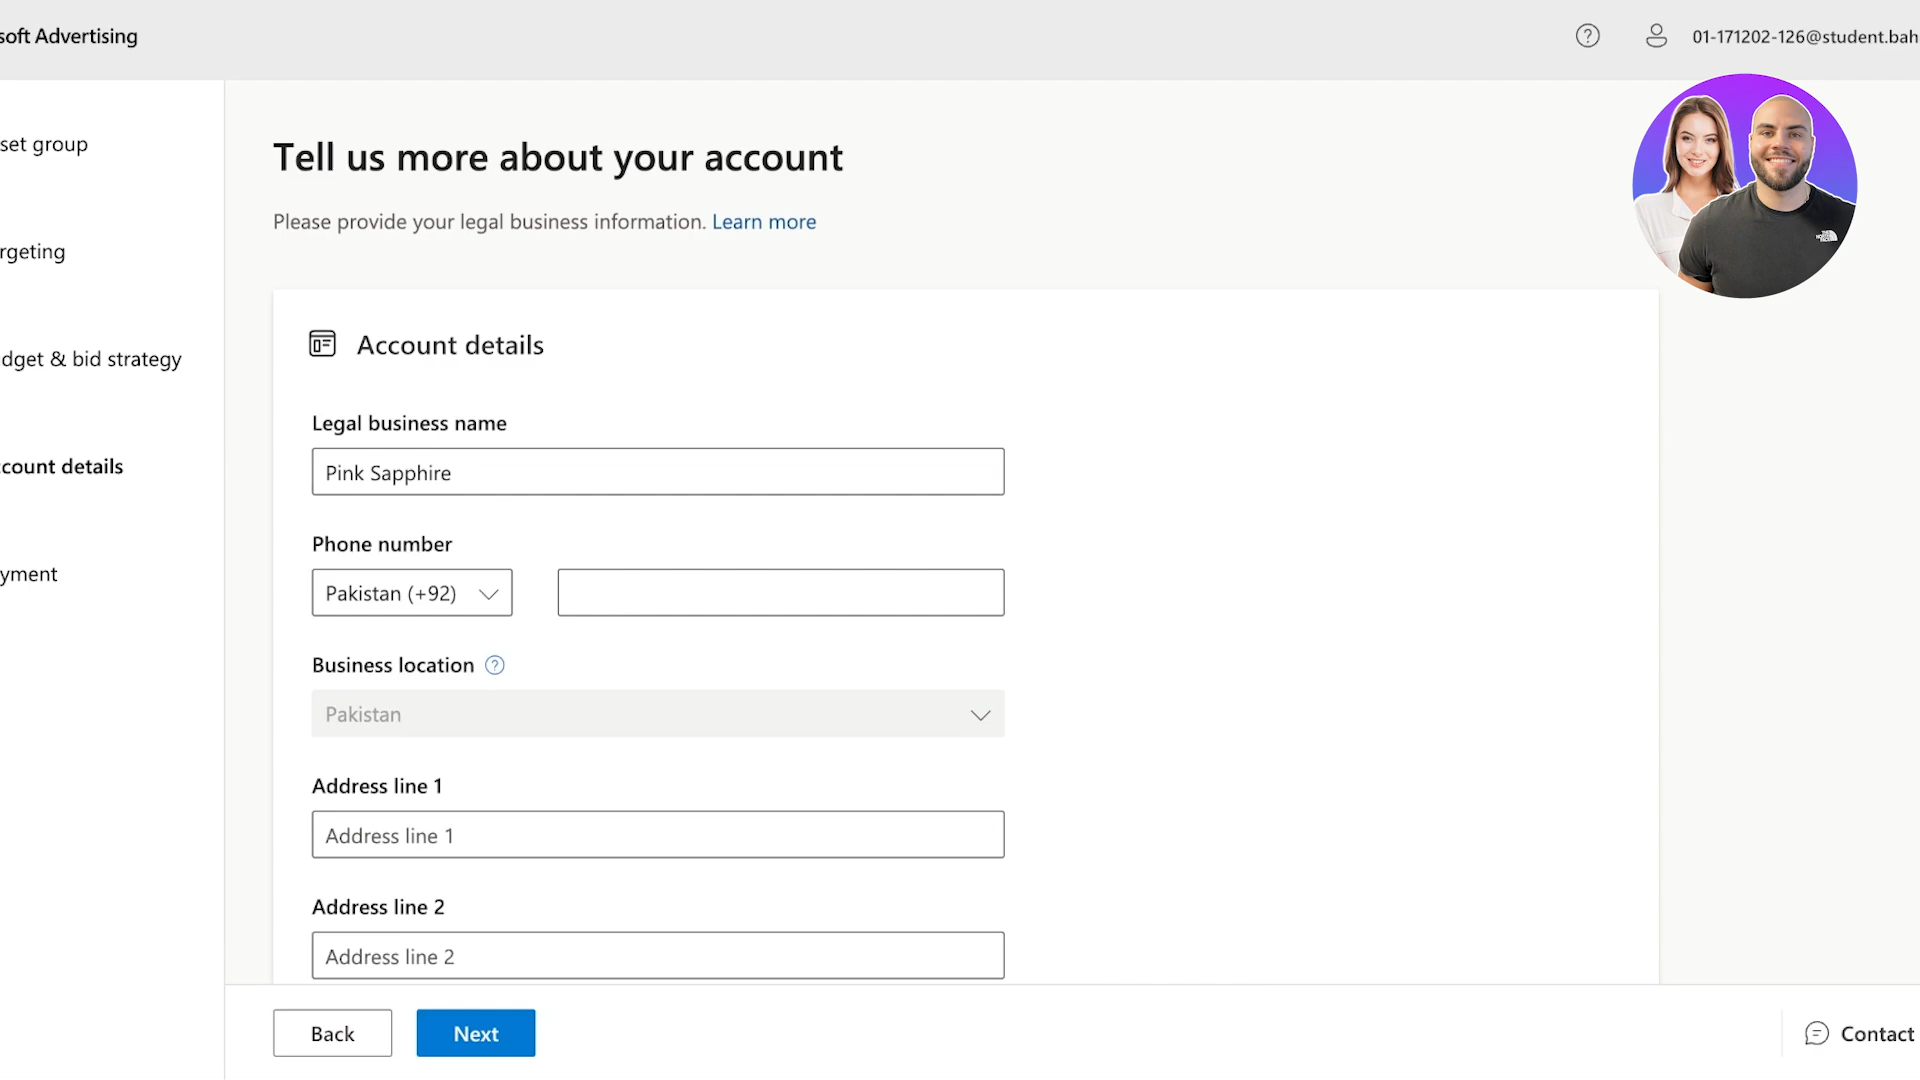 soft Advertising
01-171202-126@student.bah
set group
rgeting
dget & bid strategy
count details
yment
Tell us more about your account
Please provide your legal business information. Learn more
Account details
Legal business name
Pink Sapphire
Phone number
Pakistan (+92)
Business location
Pakistan
Address line 1
Address line 1
Address line 2
Address line 2
Back
Next
Contact